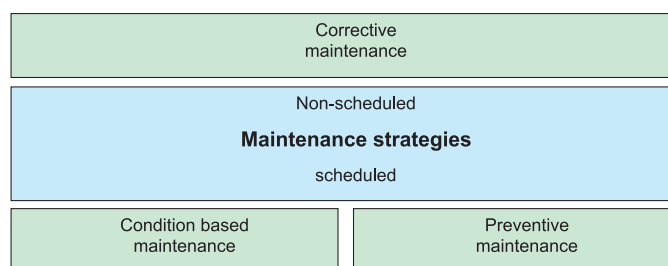 Corrective
maintenance
Non-scheduled
Maintenance strategies
scheduled
Condition based
maintenance
Preventive
maintenance